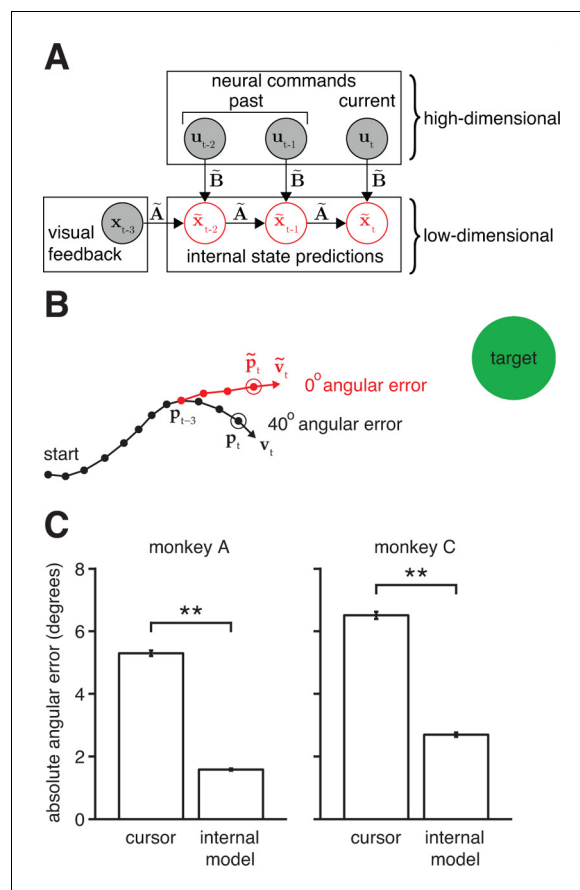 A
neural commands
past current
u_{t-2} u_{t-1} u_t
high-dimensional
B̃ B̃ B̃
x_{t-3} Ã x̃_{t-2} Ã x̃_{t-1} Ã x̃_t
visual
feedback
internal state predictions
low-dimensional
B
target
p̃_t ṽ_t
0° angular error
p_{t-3}
40° angular error
p_t
v_t
start
C
monkey A
monkey C
absolute angular error (degrees)
8
6
4
2
0
**
**
cursor internal
model
cursor internal
model